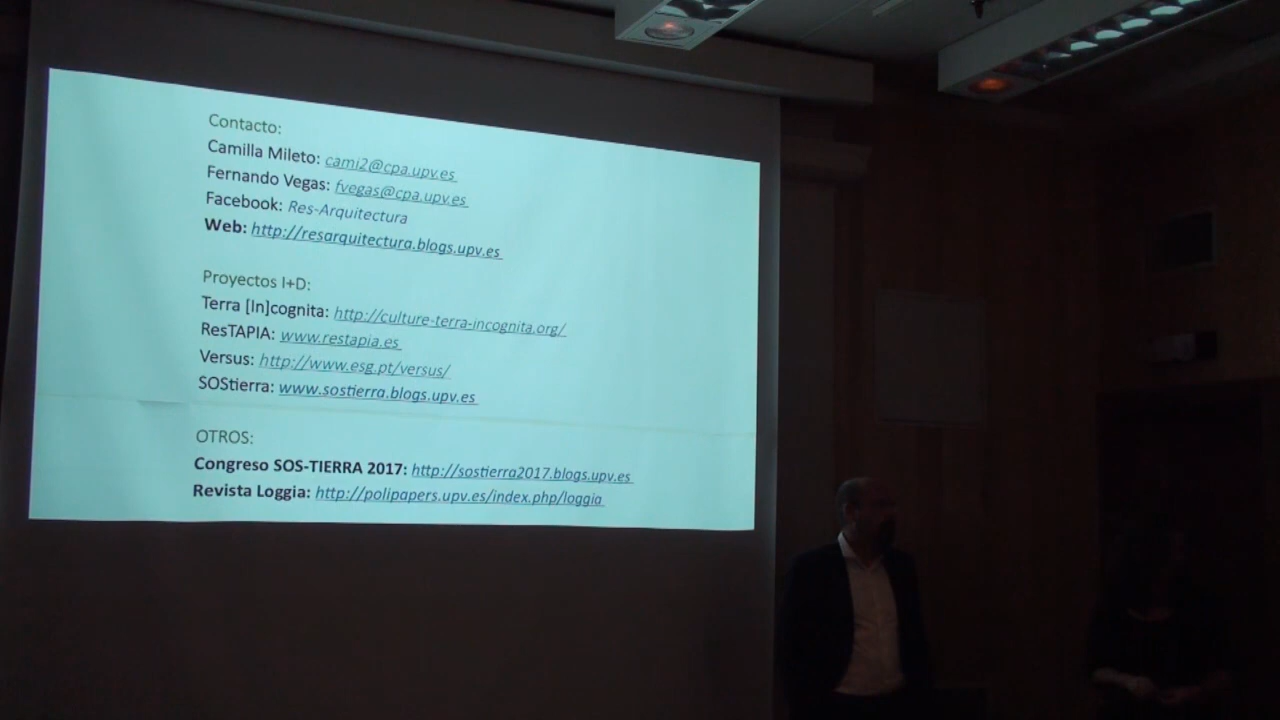 Contacto:
Camilla Mileto: cami2@cpa.upv.es
Fernando Vegas: fvegas@cpa.upv.es
Facebook: Res-Arquitectura
Web: http://resarquitectura.blogs.upv.es
Proyectos I+D:
Terra [In]cognita: http://culture-terra-incognita.org/
ResTAPIA: www.restapia.es
Versus: http://www.esg.pt/versus/
SOStierra: www.sostierra.blogs.upv.es
OTROS:
Congreso SOS-TIERRA 2017: http://sostierra2017.blogs.upv.es
Revista Loggia: http://polipapers.upv.es/index.php/loggia